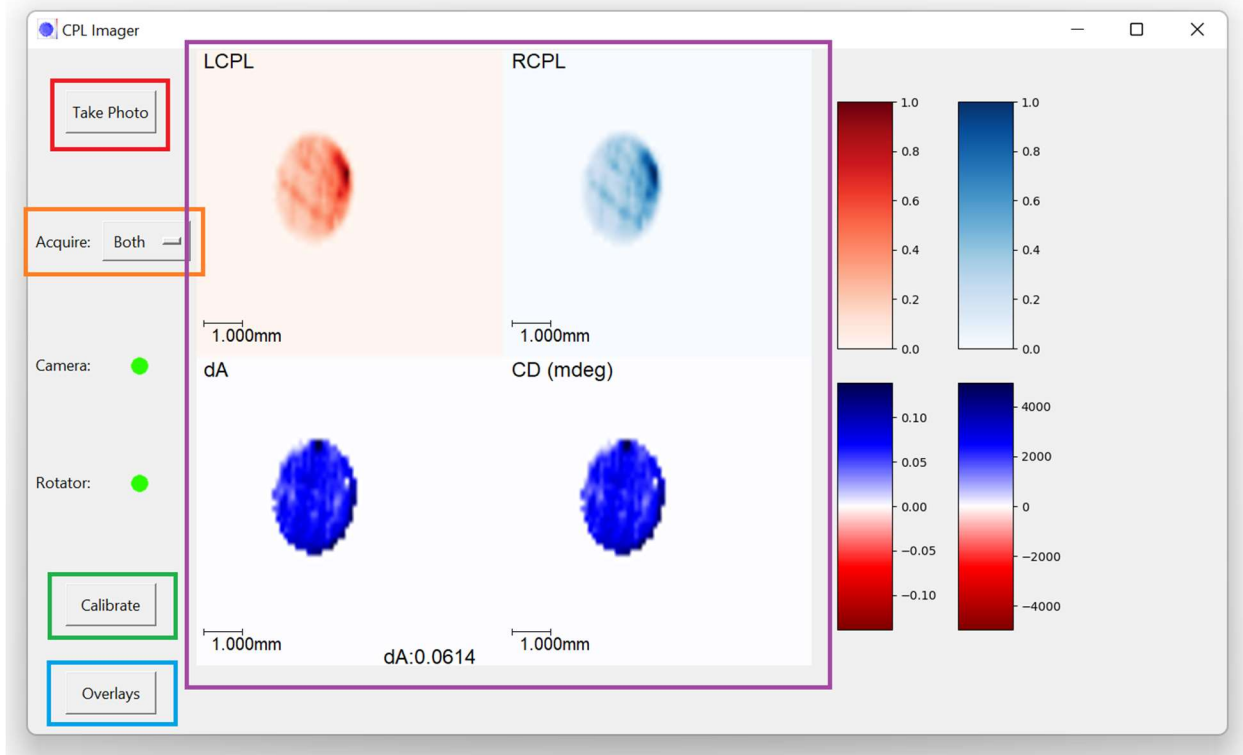 CPL Imager
Take Photo
Acquire: Both
Camera:
Rotator:
Calibrate
Overlays
LCPL
RCPL
1.000mm
1.000mm
dA
CD (mdeg)
1.000mm
1.000mm
dA:0.0614
1.0
0.8
0.6
0.4
0.2
0.0
1.0
0.8
0.6
0.4
0.2
0.0
0.10
0.05
0.00
−0.05
−0.10
4000
2000
0
−2000
−4000